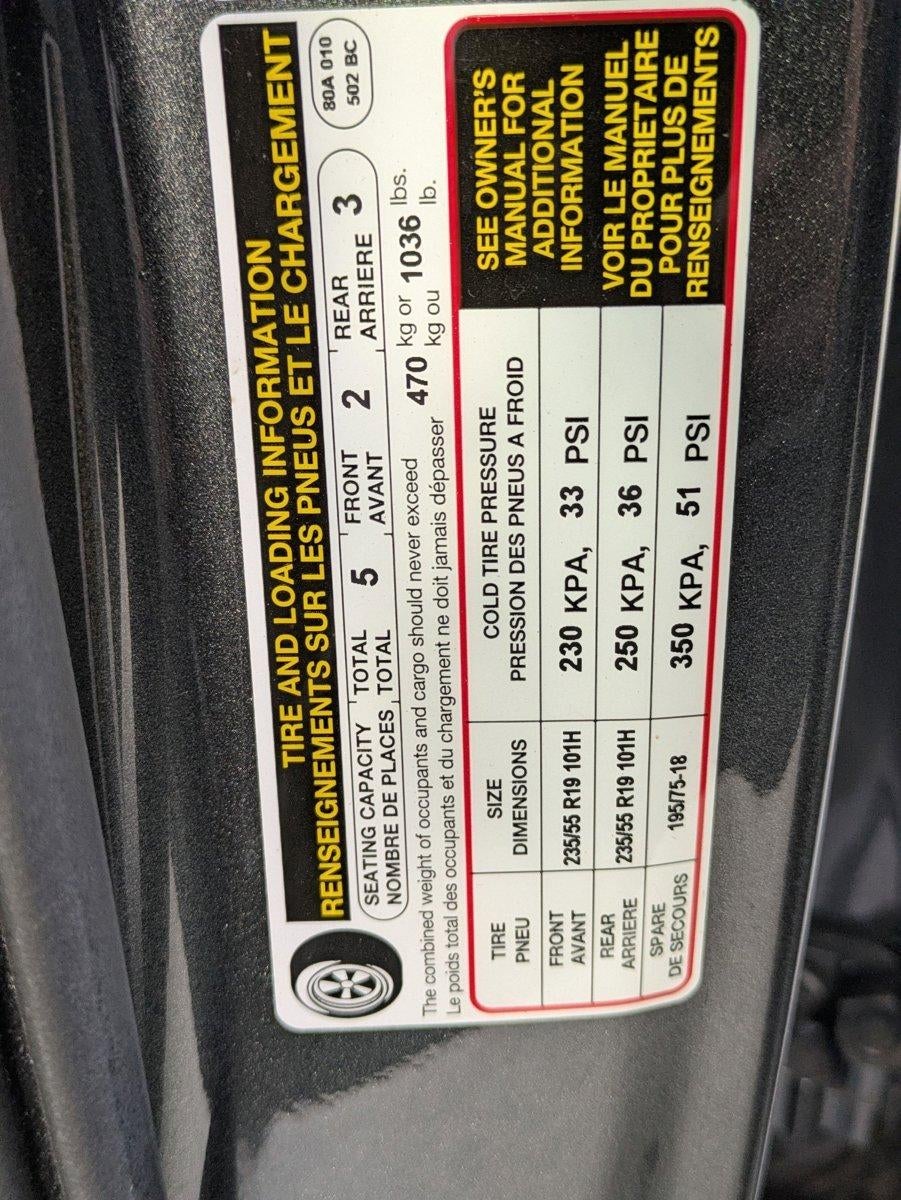 TIRE AND LOADING INFORMATION
RENSEIGNEMENTS SUR LES PNEUS ET LE CHARGEMENT
80A 010
502 BC
SEATING CAPACITY TOTAL 5 FRONT 2 REAR 3
NOMBRE DE PLACES TOTAL AVANT ARRIERE
The combined weight of occupants and cargo should never exceed 470 kg or 1036 lbs.
Le poids total des occupants et du chargement ne doit jamais dépasser kg ou lb.
TIRE SIZE COLD TIRE PRESSURE
PNEU DIMENSIONS PRESSION DES PNEUS A FROID
FRONT
AVANT 235/55 R19 101H 230 KPA, 33 PSI
REAR
ARRIERE 235/55 R19 101H 250 KPA, 36 PSI
SPARE
DE SECOURS 195/75-18 350 KPA, 51 PSI
SEE OWNER'S
MANUAL FOR
ADDITIONAL
INFORMATION
VOIR LE MANUEL
DU PROPRIETAIRE
POUR PLUS DE
RENSEIGNEMENTS